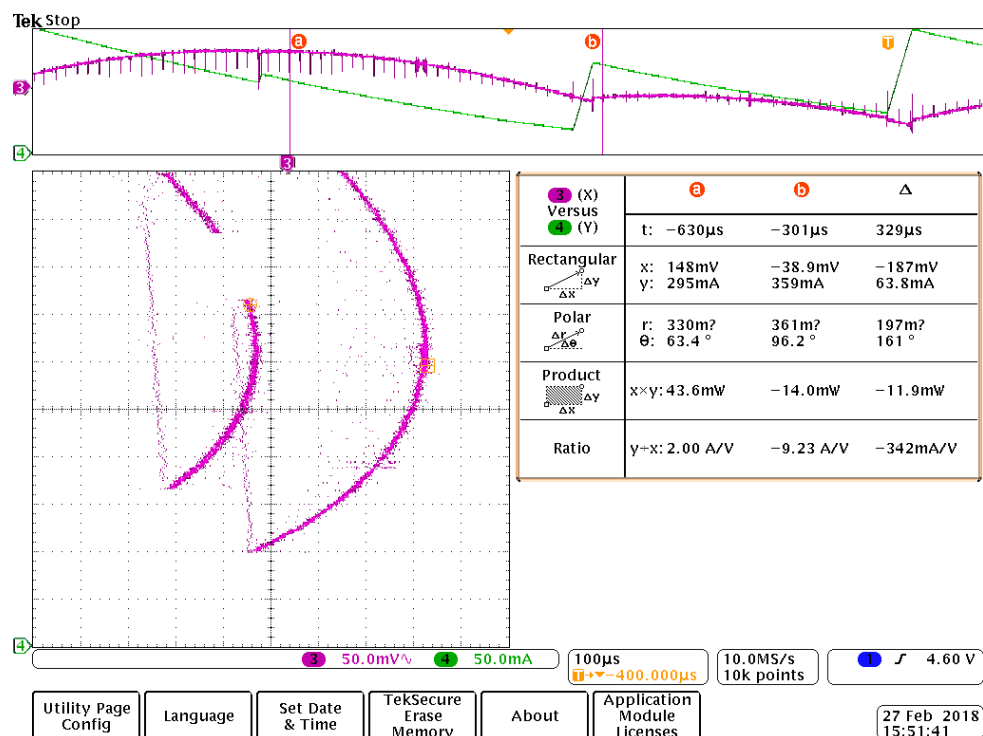 Tek Stop
a
b
T
3
4
3
3 (X)
Versus
4 (Y)
a b Δ
t: -630µs -301µs 329µs
Rectangular
Δy
Δx
x: 148mV -38.9mV -187mV
y: 295mA 359mA 63.8mA
Polar
Δr
Δθ
r: 330m? 361m? 197m?
θ: 63.4° 96.2° 161°
Product
Δy
Δx
x×y: 43.6mW -14.0mW -11.9mW
Ratio
y÷x: 2.00 A/V -9.23 A/V -342mA/V
4
3 50.0mV∿ 4 50.0mA
100µs
T→▼-400.000µs
10.0MS/s
10k points
1 ∫ 4.60 V
Utility Page
Config
Language
Set Date
& Time
TekSecure
Erase
Memory
About
Application
Module
Licenses
27 Feb 2018
15:51:41